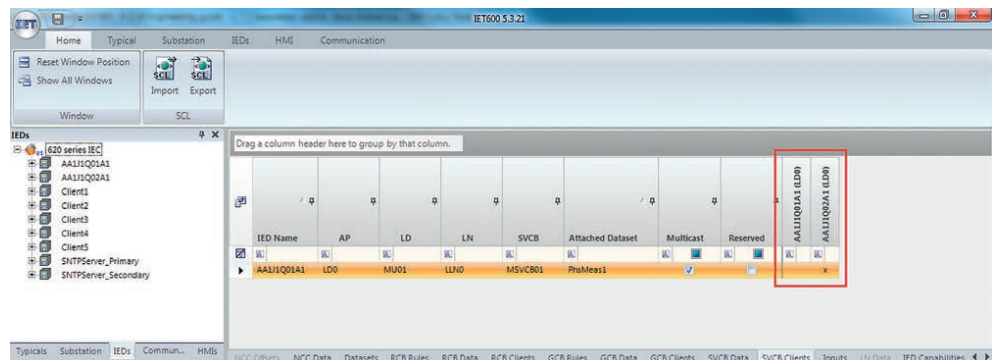 IET
IET600 5.3.21
Home Typical Substation IEDs HMI Communication
Reset Window Position
Show All Windows
SCL SCL
Import Export
Window SCL
IEDs
620 series IEC
AA1J1Q01A1
AA1J1Q02A1
Client1
Client2
Client3
Client4
Client5
SNTPServer_Primary
SNTPServer_Secondary
Typicals Substation IEDs Commun... HMIs
Drag a column header here to group by that column.
IED Name AP LD LN SVCB Attached Dataset Multicast Reserved AA1J1Q01A1 (LD0) AA1J1Q02A1 (LD0)
AA1J1Q01A1 LD0 MU01 LLN0 MSVCB01 PhsMeas1 x
NCC Offsets NCC Data Datasets RCB Rules RCB Data RCB Clients GCB Rules GCB Data GCB Clients SVCB Data SVCB Clients Inputs LN Data IED Capabilities